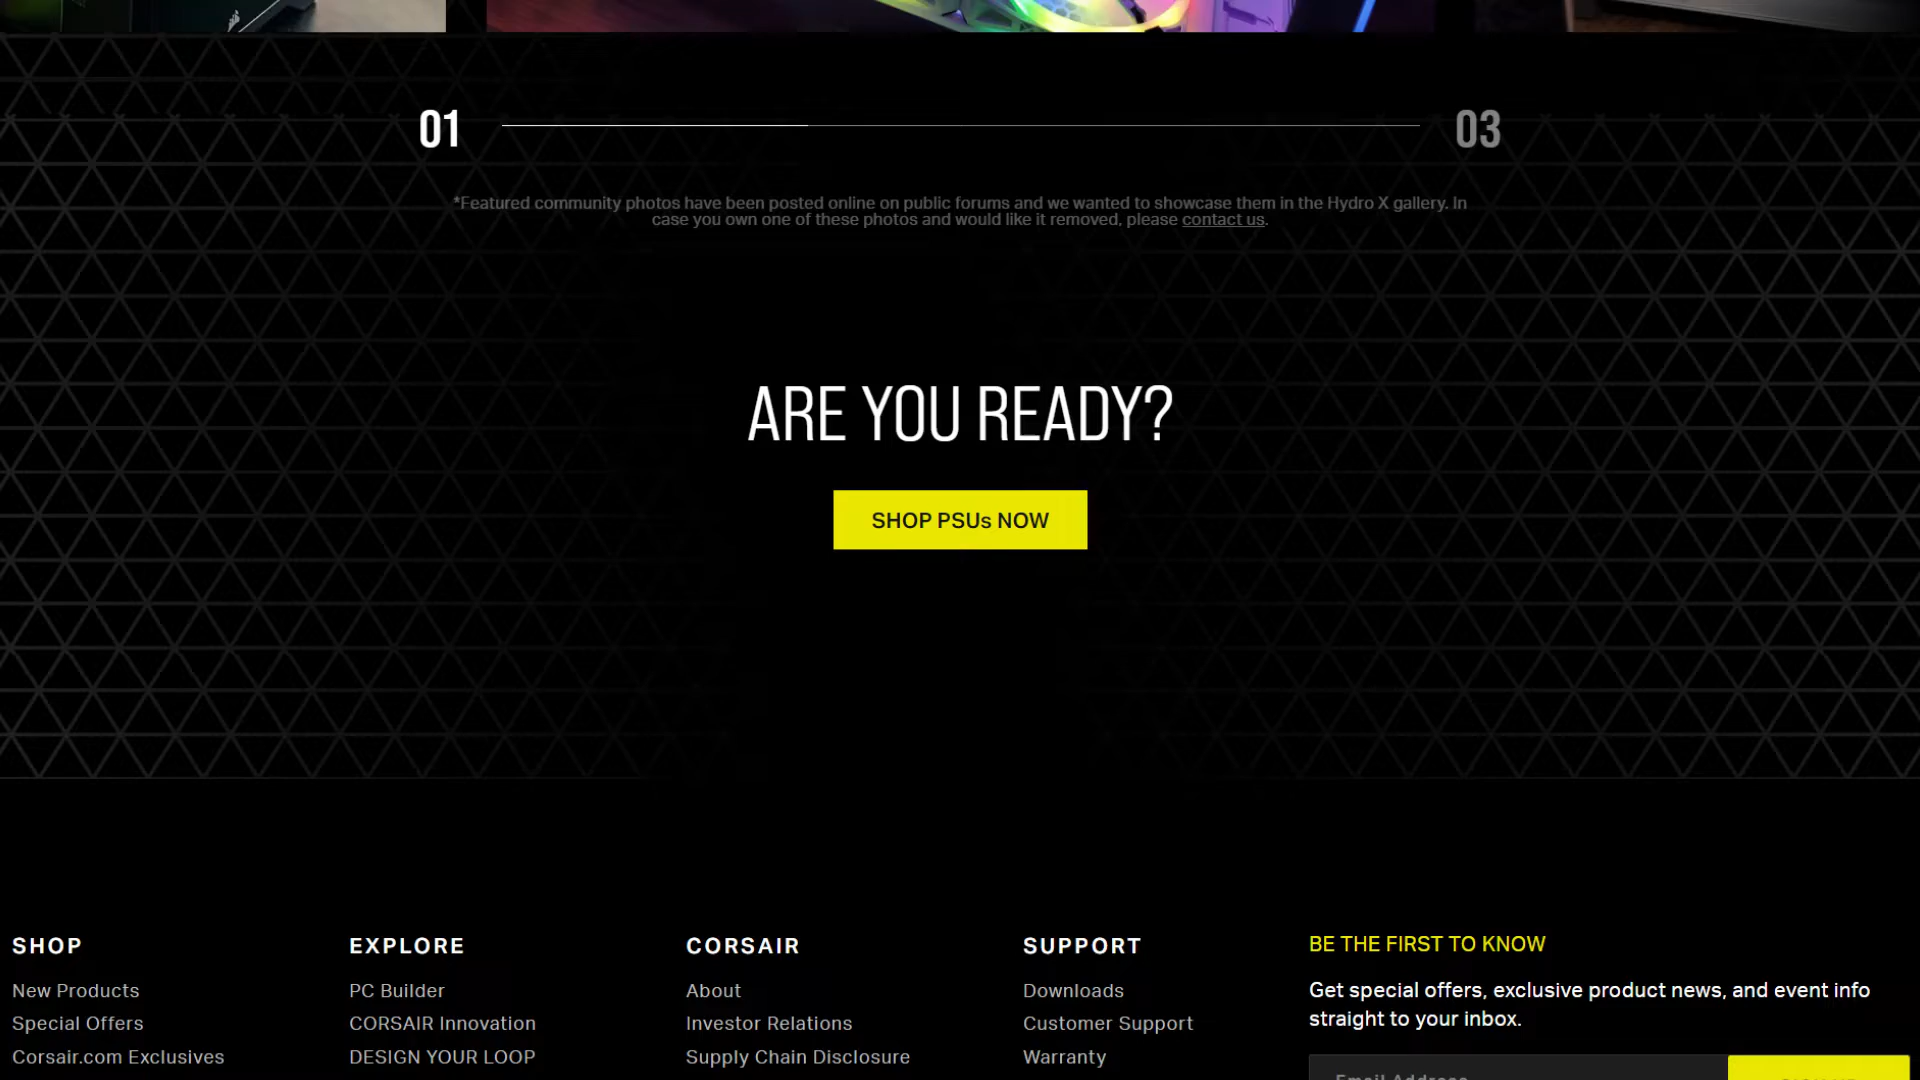 01
03
*Featured community photos have been posted online on public forums and we wanted to showcase them in the Hydro X gallery. In
case you own one of these photos and would like it removed, please contact us.
ARE YOU READY?
SHOP PSUs NOW
SHOP
New Products
Special Offers
Corsair.com Exclusives
EXPLORE
PC Builder
CORSAIR Innovation
DESIGN YOUR LOOP
CORSAIR
About
Investor Relations
Supply Chain Disclosure
SUPPORT
Downloads
Customer Support
Warranty
BE THE FIRST TO KNOW
Get special offers, exclusive product news, and event info
straight to your inbox.
Email Address